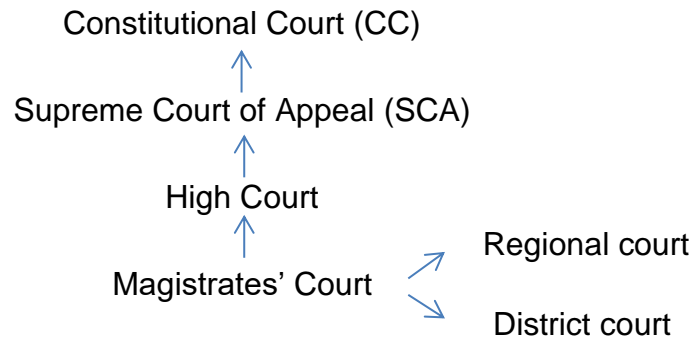 Constitutional Court (CC)
Supreme Court of Appeal (SCA)
High Court
Regional court
Magistrates’ Court
District court